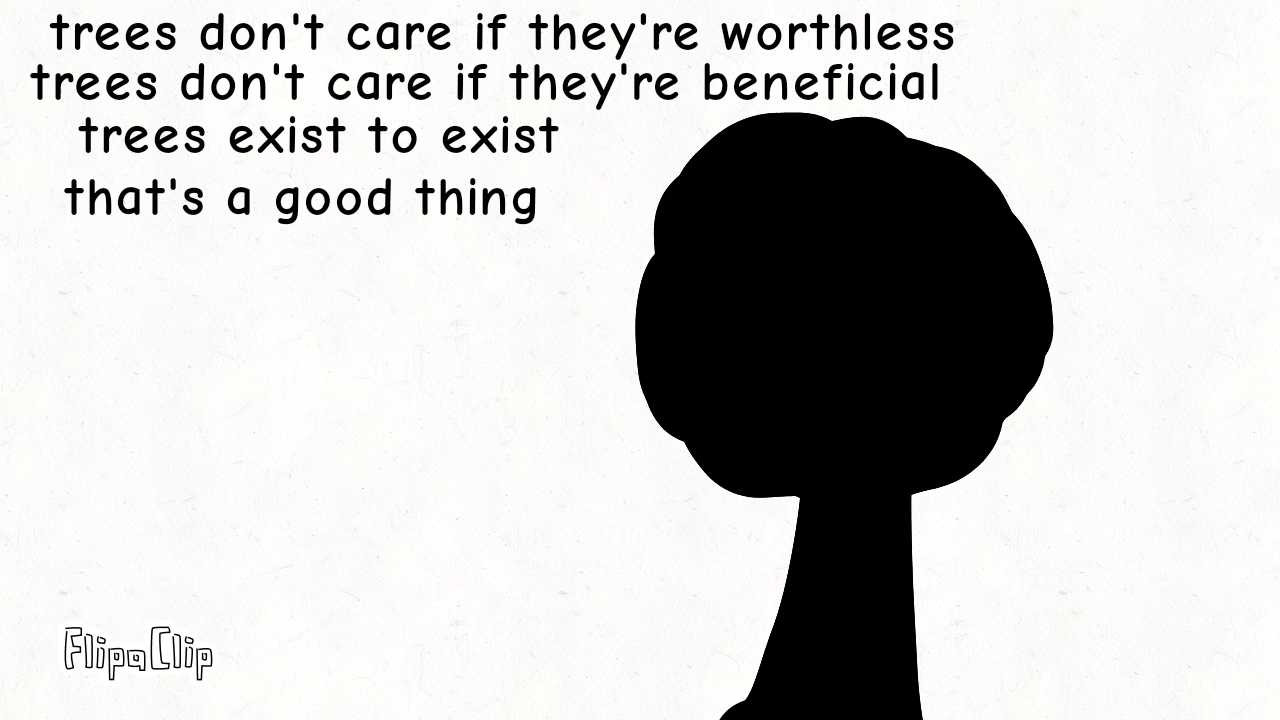 trees don't care if they're worthless
trees don't care if they're beneficial
trees exist to exist
that's a good thing
FlipaClip